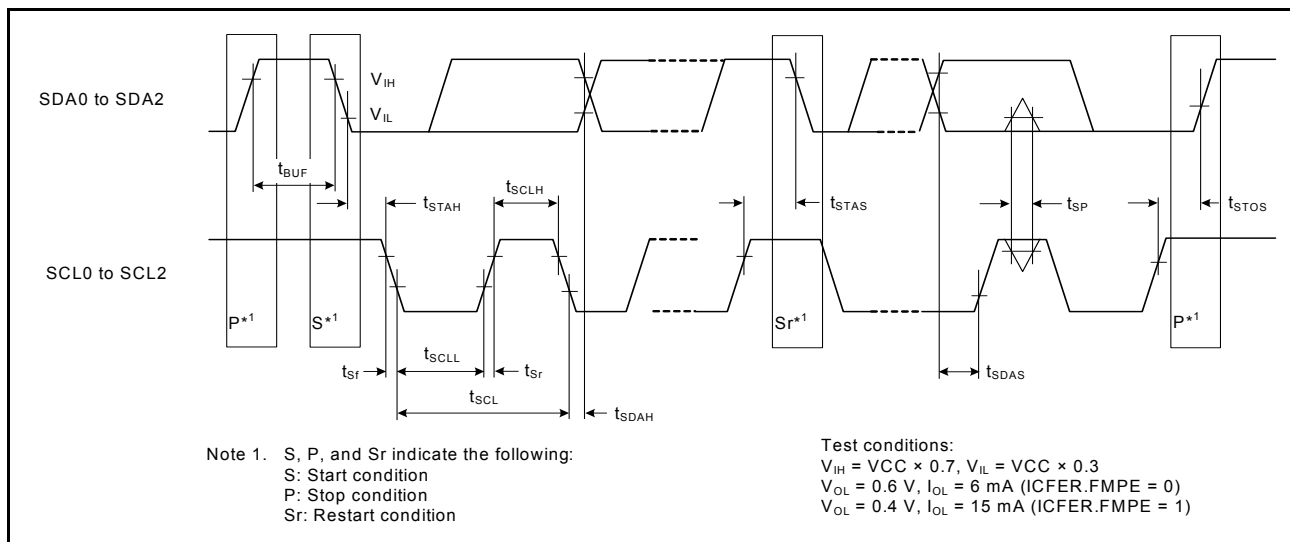 SDA0 to SDA2
VIH
VIL
tBUF
tSTAH
tSCLH
tSTAS
tSP
tSTOS
SCL0 to SCL2
P*1
S*1
Sr*1
P*1
tSf
tSCLL
tSr
tSCL
tSDAH
tSDAS
Note 1. S, P, and Sr indicate the following:
S: Start condition
P: Stop condition
Sr: Restart condition
Test conditions:
VIH = VCC × 0.7, VIL = VCC × 0.3
VOL = 0.6 V, IOL = 6 mA (ICFER.FMPE = 0)
VOL = 0.4 V, IOL = 15 mA (ICFER.FMPE = 1)